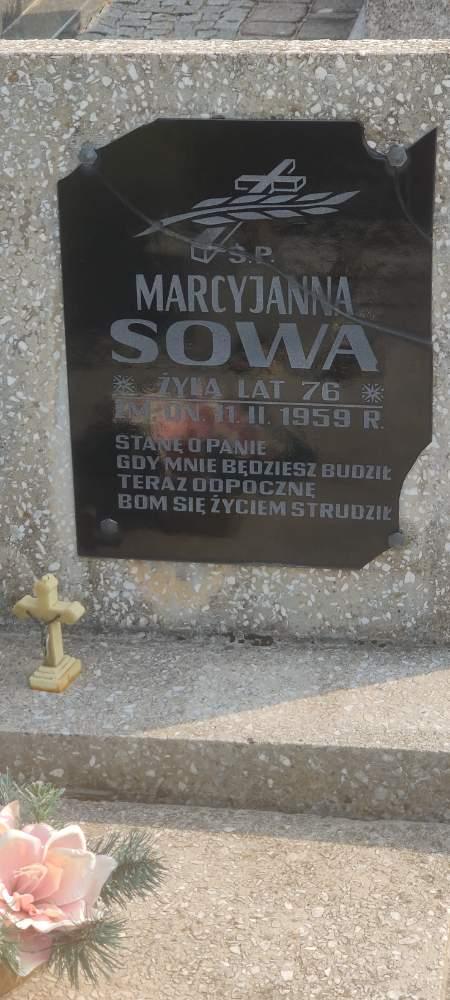 Ś.P.
MARCYJANNA
SOWA
ŻYŁA LAT 76
ZM. DN. 11. II. 1959 R.
STANĘ O PANIE
GDY MNIE BĘDZIESZ BUDZIŁ
TERAZ ODPOCZNĘ
BOM SIĘ ŻYCIEM STRUDZIŁ